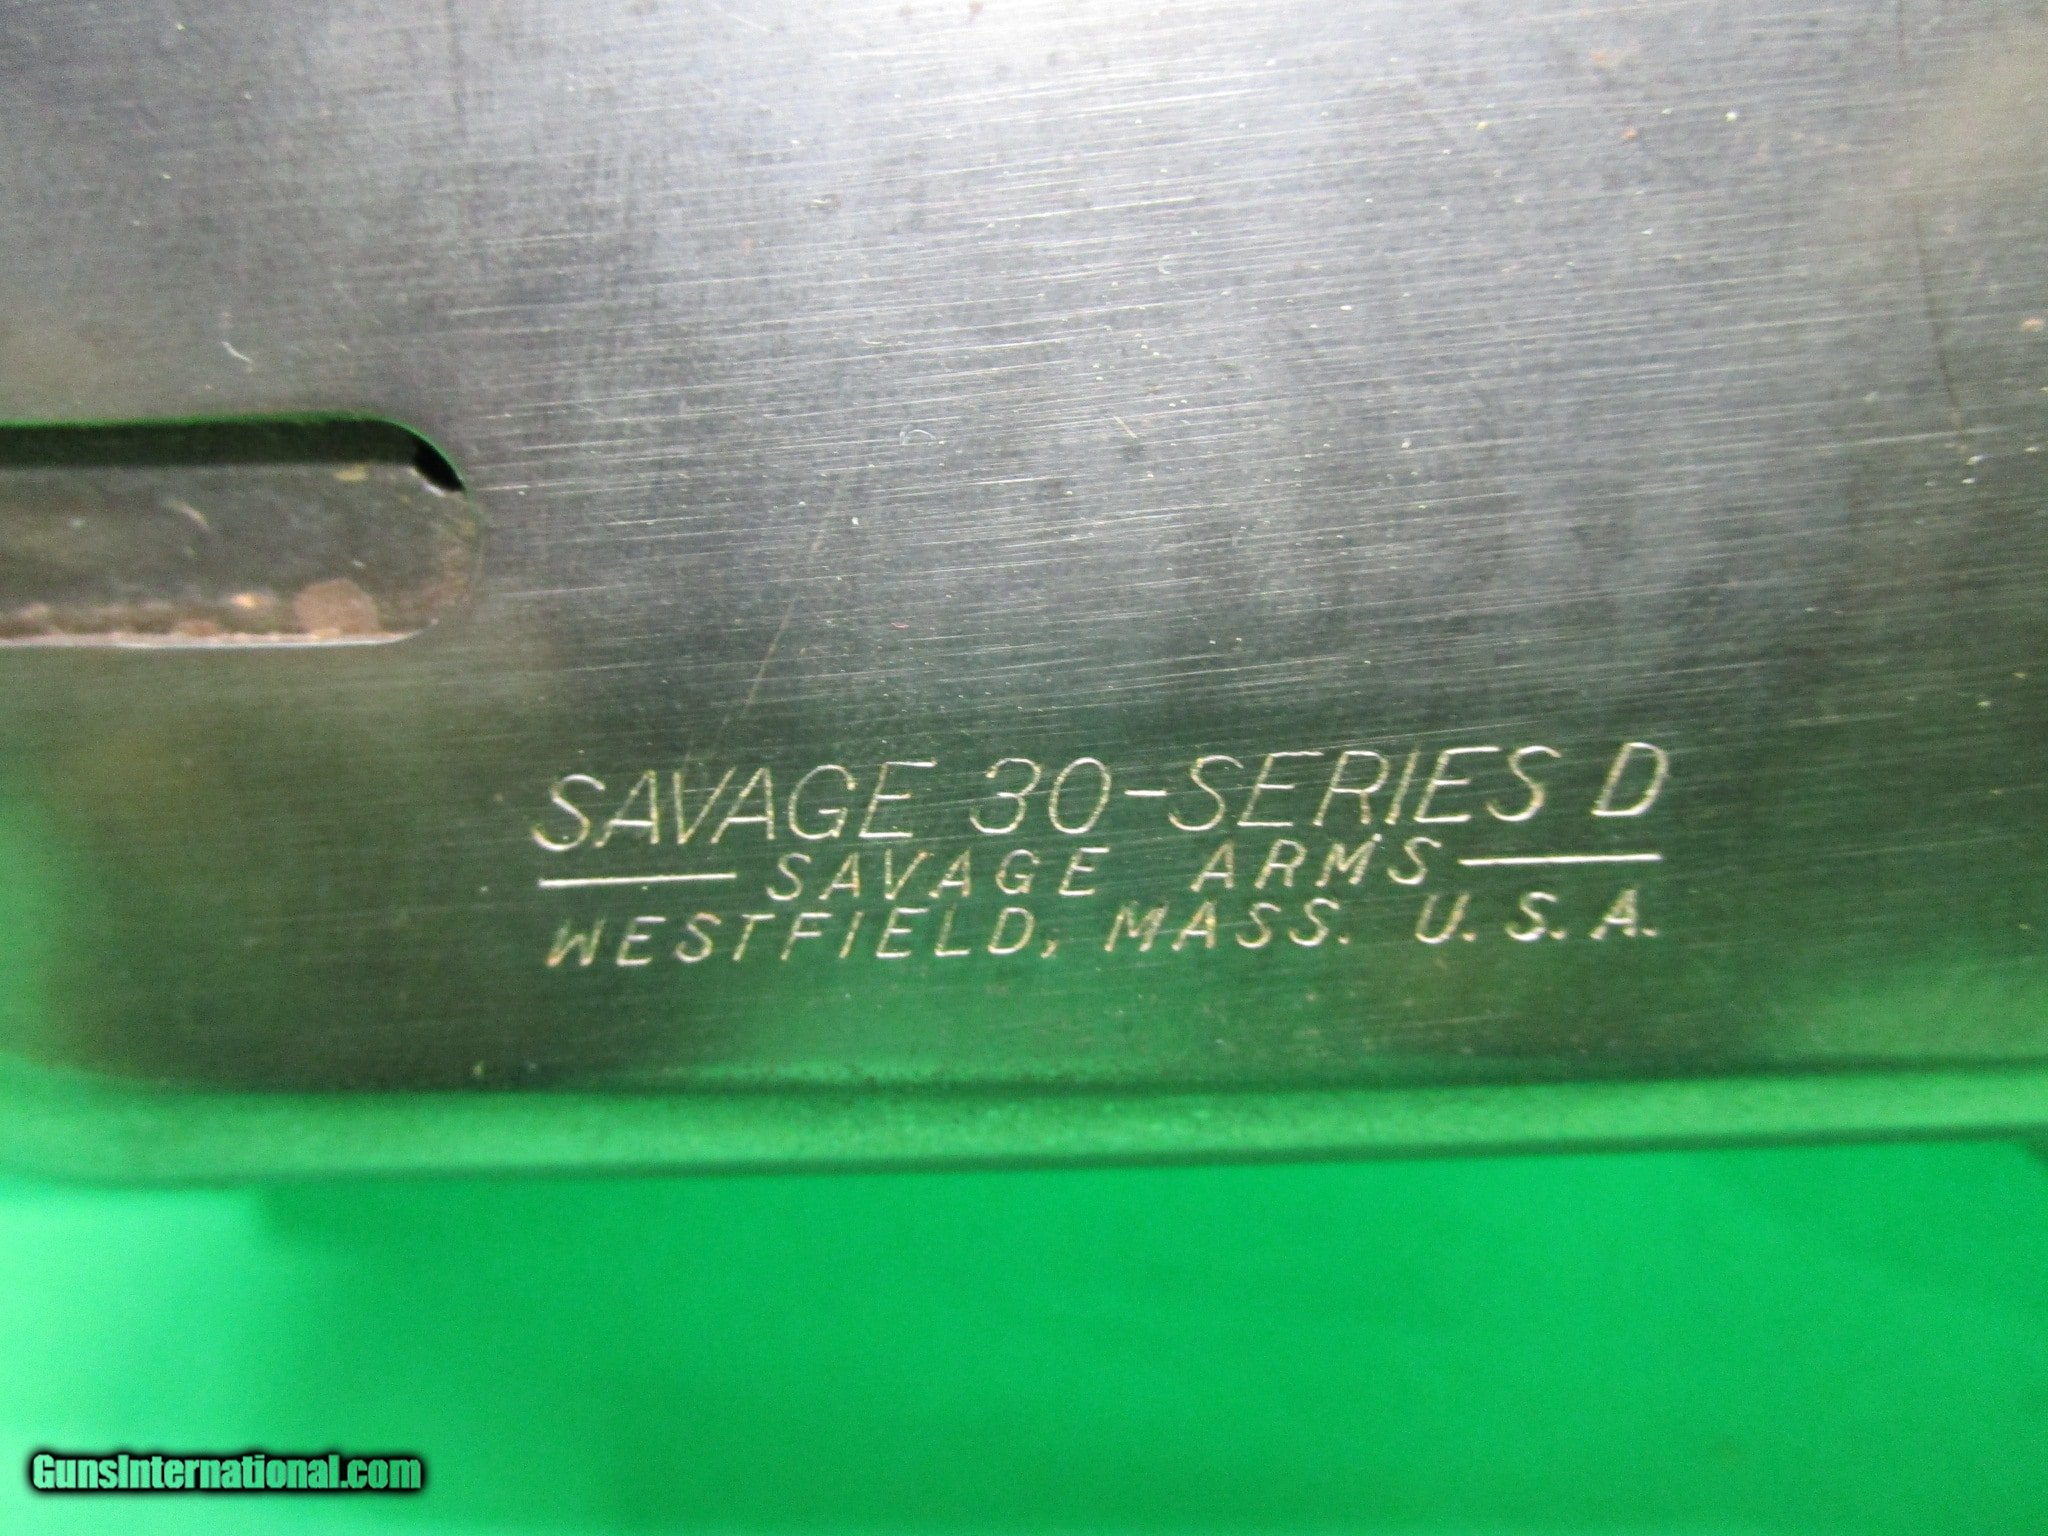 SAVAGE 30-SERIES D
SAVAGE ARMS
WESTFIELD, MASS. U.S.A.
GunsInternational.com